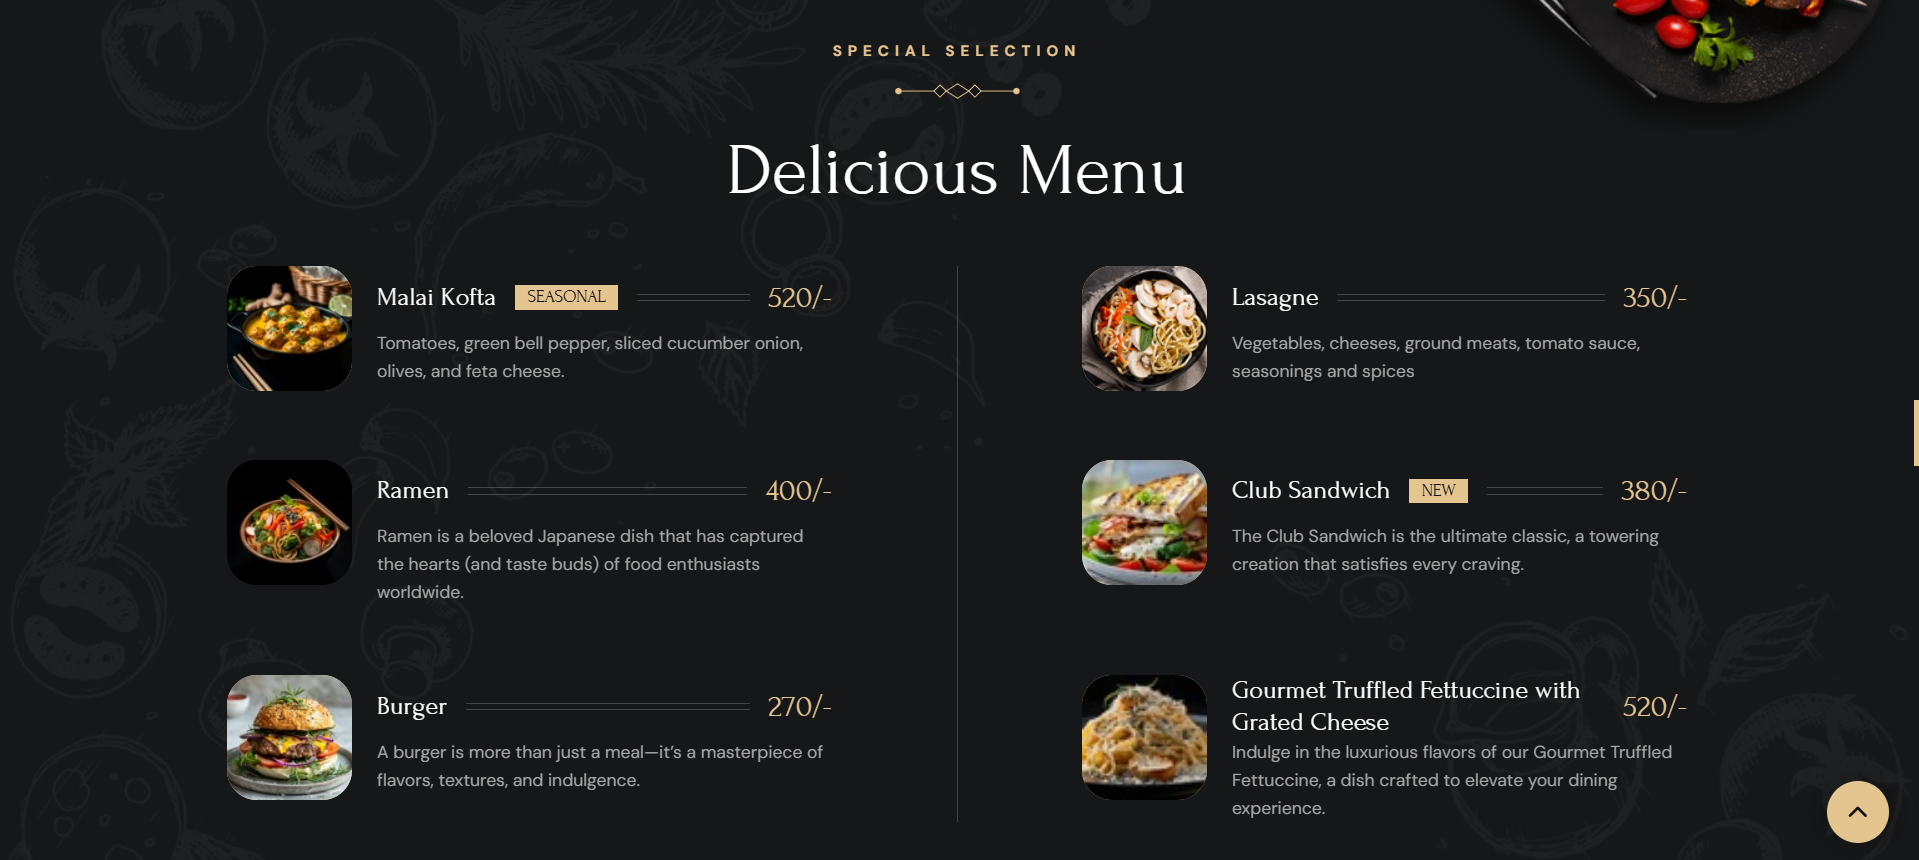 SPECIAL SELECTION
Delicious Menu
Malai Kofta SEASONAL 520/-
Tomatoes, green bell pepper, sliced cucumber onion,
olives, and feta cheese.
Ramen 400/-
Ramen is a beloved Japanese dish that has captured
the hearts (and taste buds) of food enthusiasts
worldwide.
Burger 270/-
A burger is more than just a meal—it’s a masterpiece of
flavors, textures, and indulgence.
Lasagne 350/-
Vegetables, cheeses, ground meats, tomato sauce,
seasonings and spices
Club Sandwich NEW 380/-
The Club Sandwich is the ultimate classic, a towering
creation that satisfies every craving.
Gourmet Truffled Fettuccine with
Grated Cheese 520/-
Indulge in the luxurious flavors of our Gourmet Truffled
Fettuccine, a dish crafted to elevate your dining
experience.